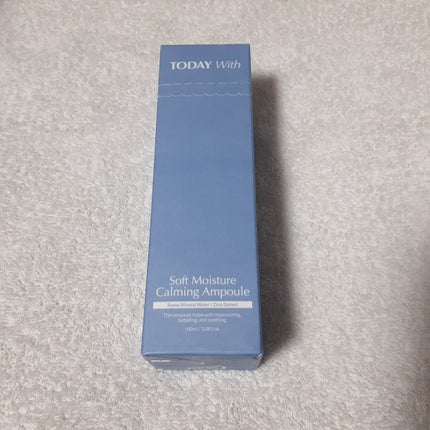 TODAY With
Soft Moisture
Calming Ampoule
Swiss Mineral Water / Cica Extract
This ampoule helps with moisturizing,
hydrating, and soothing.
100ml / 3.38 fl.oz